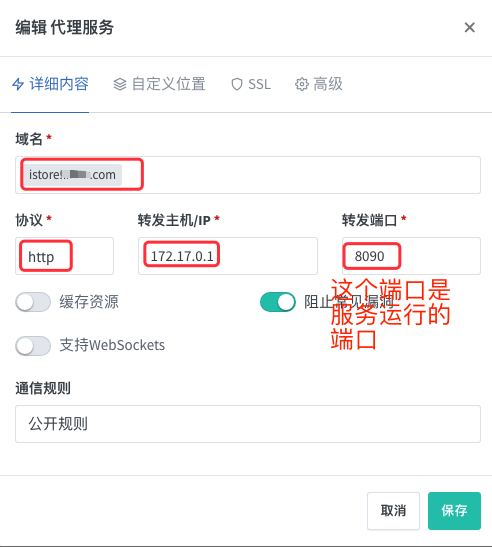 编辑 代理服务
详细内容 自定义位置 SSL 高级
域名 *
.com
协议 * 转发主机/IP * 转发端口 *
http 172.17.0.1 8090
这个端口是
服务运行的
端口
缓存资源 阻止常见漏洞
支持WebSockets
通信规则
公开规则
取消 保存